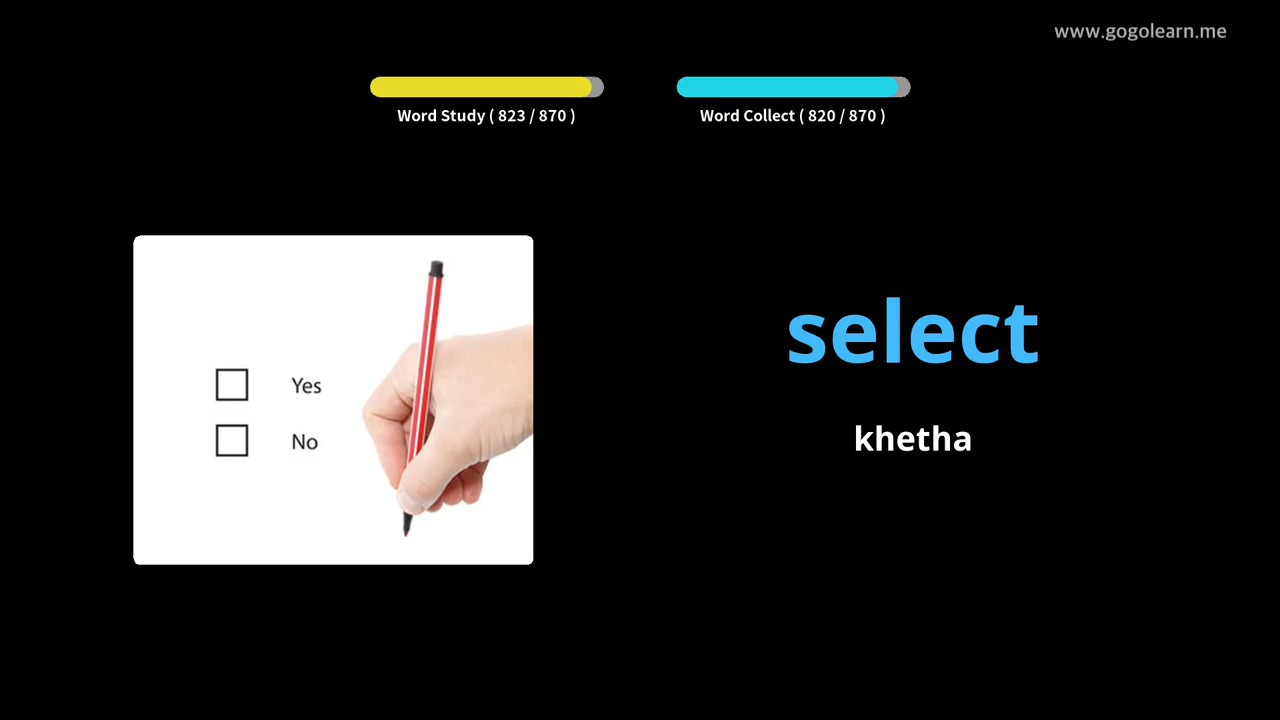 www.gogolearn.me
Word Study ( 823 / 870 )
Word Collect ( 820 / 870 )
Yes
No
select
khetha